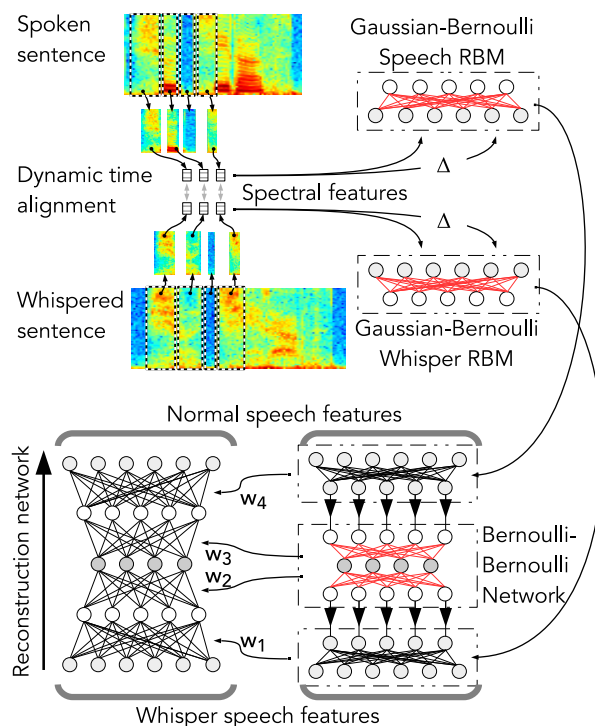 Spoken
sentence
Gaussian-Bernoulli
Speech RBM
Dynamic time
alignment
Spectral features
Δ
Δ
Whispered
sentence
Gaussian-Bernoulli
Whisper RBM
Normal speech features
Reconstruction network
w4
w3
w2
w1
Bernoulli-
Bernoulli
Network
Whisper speech features